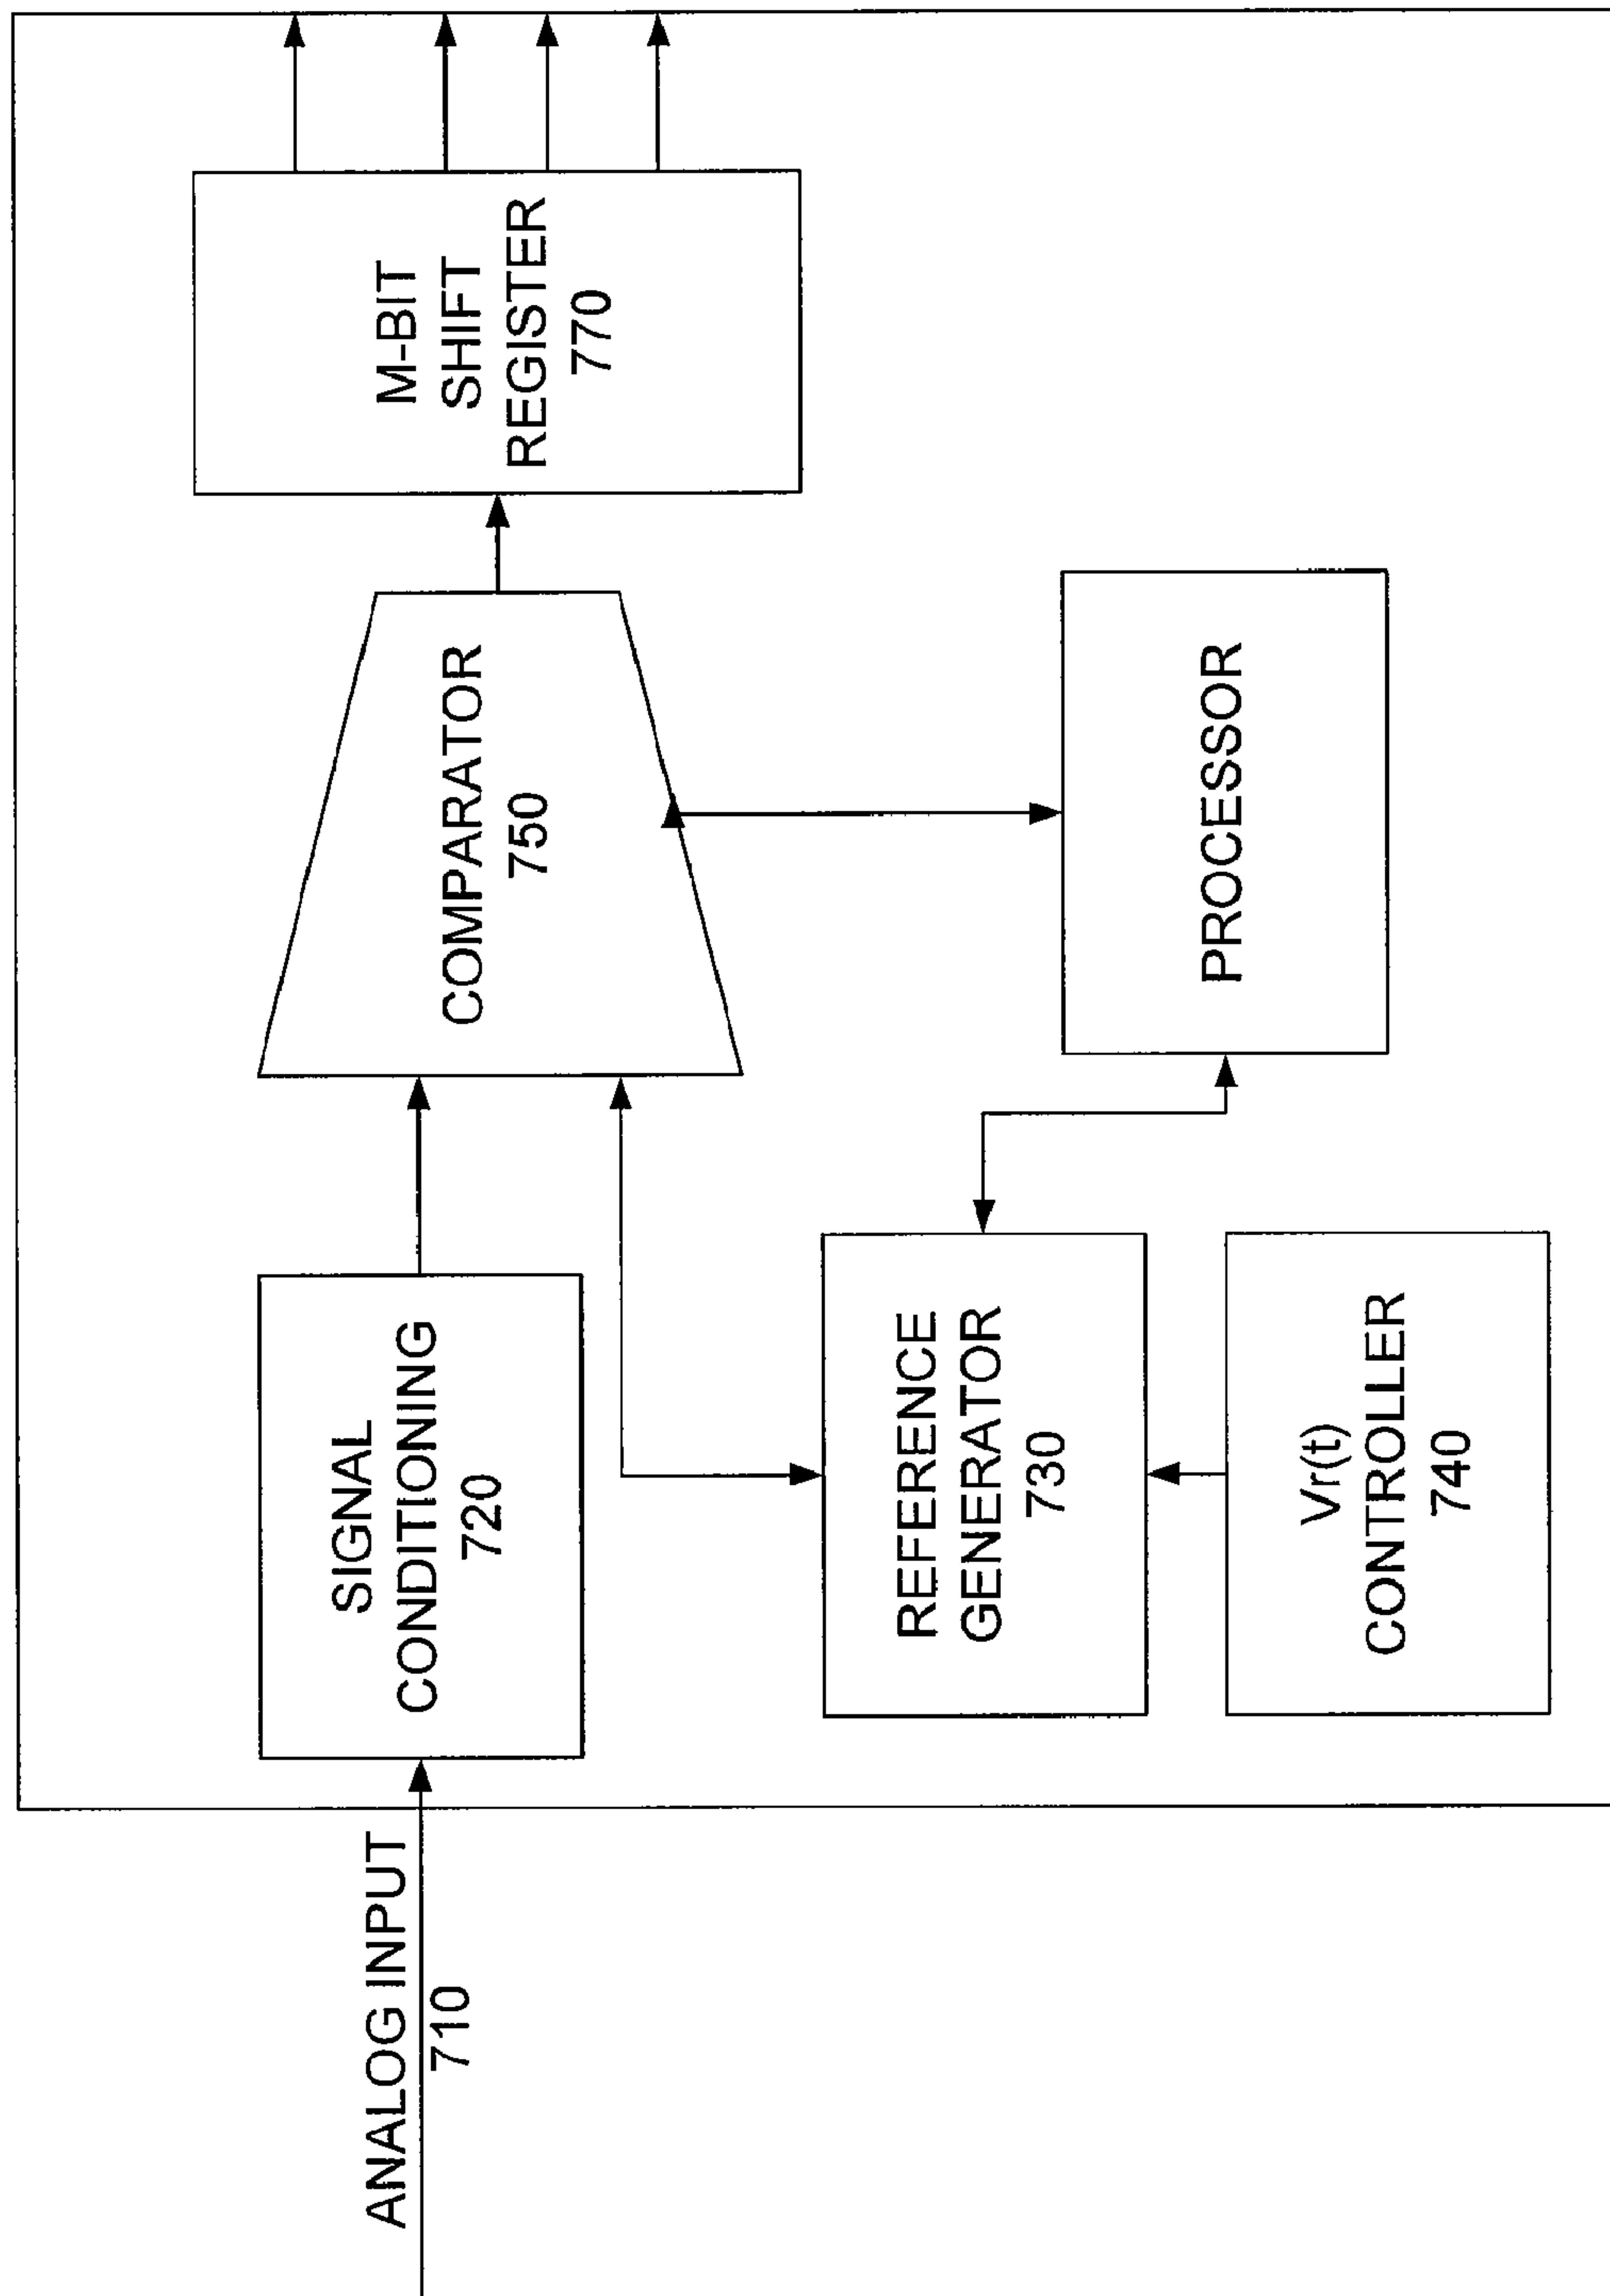 ANALOG INPUT
710
SIGNAL
CONDITIONING
720
COMPARATOR
750
M-BIT
SHIFT
REGISTER
770
REFERENCE
GENERATOR
730
PROCESSOR
Vr(t)
CONTROLLER
740